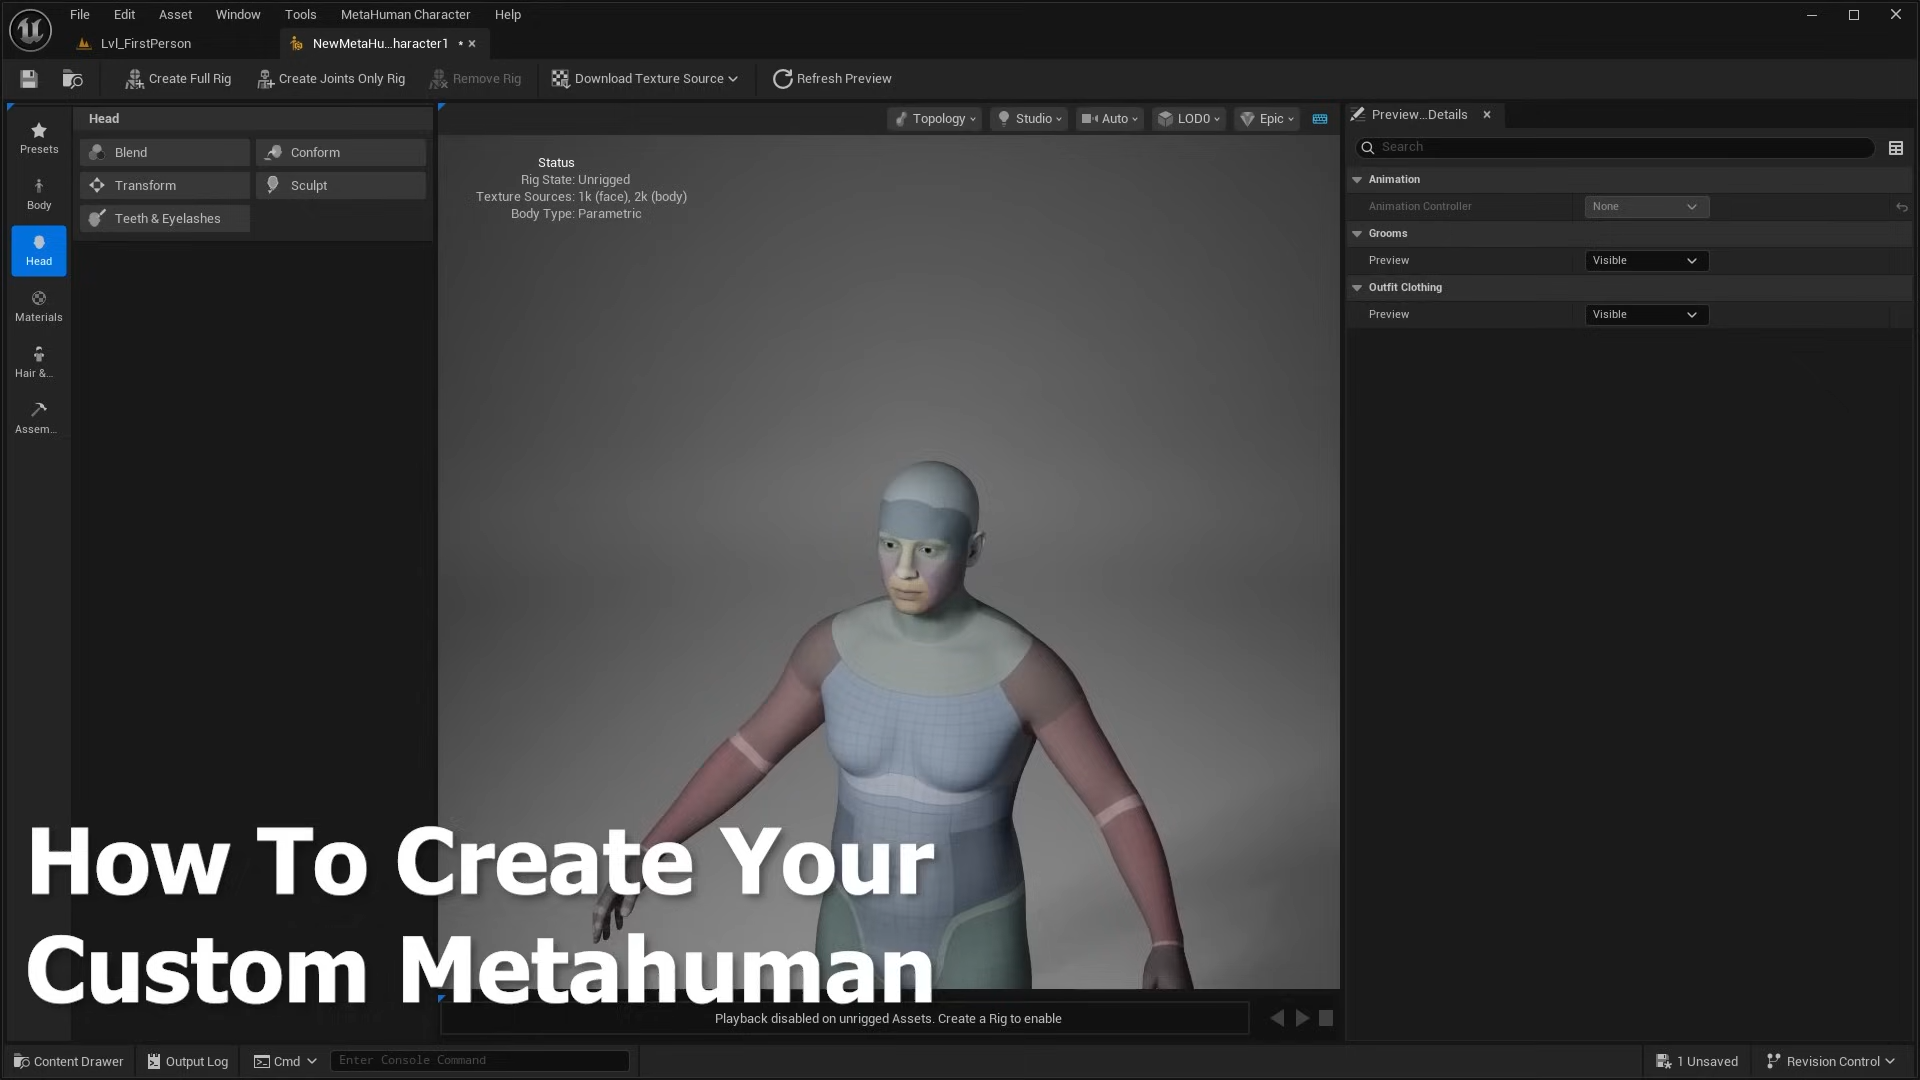 File Edit Asset Window Tools MetaHuman Character Help
Lvl_FirstPerson
NewMetaHu...haracter1 •
Create Full Rig
Create Joints Only Rig
Remove Rig
Download Texture Source
Refresh Preview
Presets
Body
Head
Materials
Hair &...
Assem...
Head
Blend
Conform
Transform
Sculpt
Teeth & Eyelashes
Topology
Studio
Auto
LOD0
Epic
Status
Rig State: Unrigged
Texture Sources: 1k (face), 2k (body)
Body Type: Parametric
Preview...Details
Search
Animation
Animation Controller
None
Grooms
Preview
Visible
Outfit Clothing
Preview
Visible
How To Create Your
Custom Metahuman
Playback disabled on unrigged Assets. Create a Rig to enable
Content Drawer
Output Log
Cmd
Enter Console Command
1 Unsaved
Revision Control